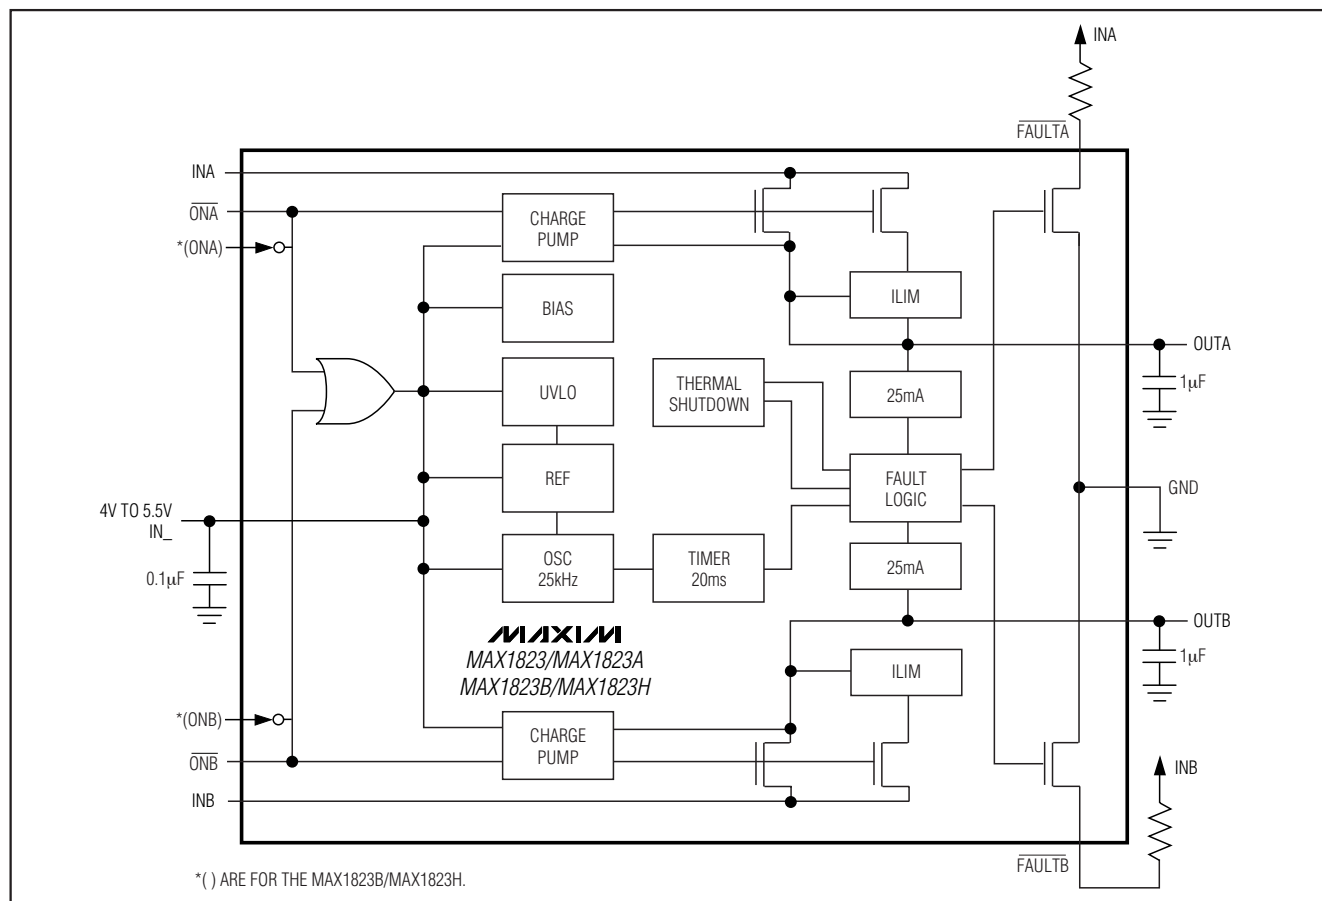 INA
FAULTA
INA
ONA
*(ONA)
CHARGE
PUMP
ILIM
BIAS
OUTA
1µF
THERMAL
SHUTDOWN
25mA
UVLO
REF
FAULT
LOGIC
GND
4V TO 5.5V
IN_
0.1µF
OSC
25kHz
TIMER
20ms
25mA
OUTB
1µF
MAXIM
MAX1823/MAX1823A
MAX1823B/MAX1823H
ILIM
*(ONB)
CHARGE
PUMP
ONB
INB
INB
FAULTB
*( ) ARE FOR THE MAX1823B/MAX1823H.